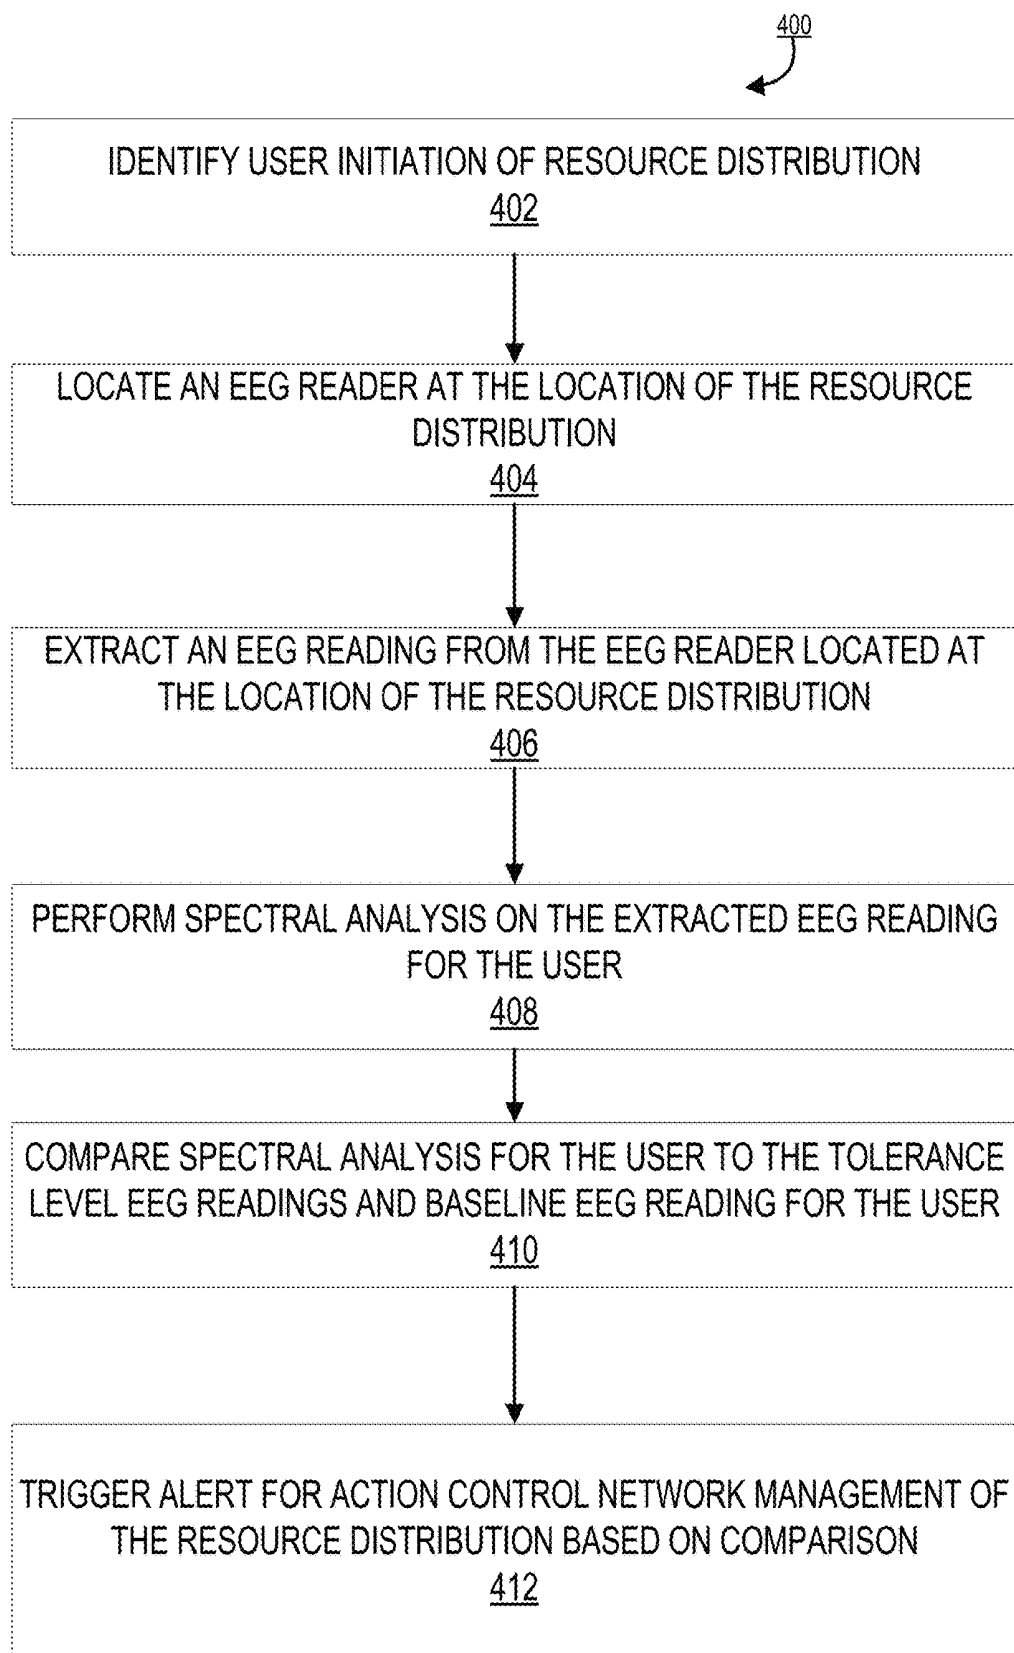 400
IDENTIFY USER INITIATION OF RESOURCE DISTRIBUTION
402
LOCATE AN EEG READER AT THE LOCATION OF THE RESOURCE
DISTRIBUTION
404
EXTRACT AN EEG READING FROM THE EEG READER LOCATED AT
THE LOCATION OF THE RESOURCE DISTRIBUTION
406
PERFORM SPECTRAL ANALYSIS ON THE EXTRACTED EEG READING
FOR THE USER
408
COMPARE SPECTRAL ANALYSIS FOR THE USER TO THE TOLERANCE
LEVEL EEG READINGS AND BASELINE EEG READING FOR THE USER
410
TRIGGER ALERT FOR ACTION CONTROL NETWORK MANAGEMENT OF
THE RESOURCE DISTRIBUTION BASED ON COMPARISON
412